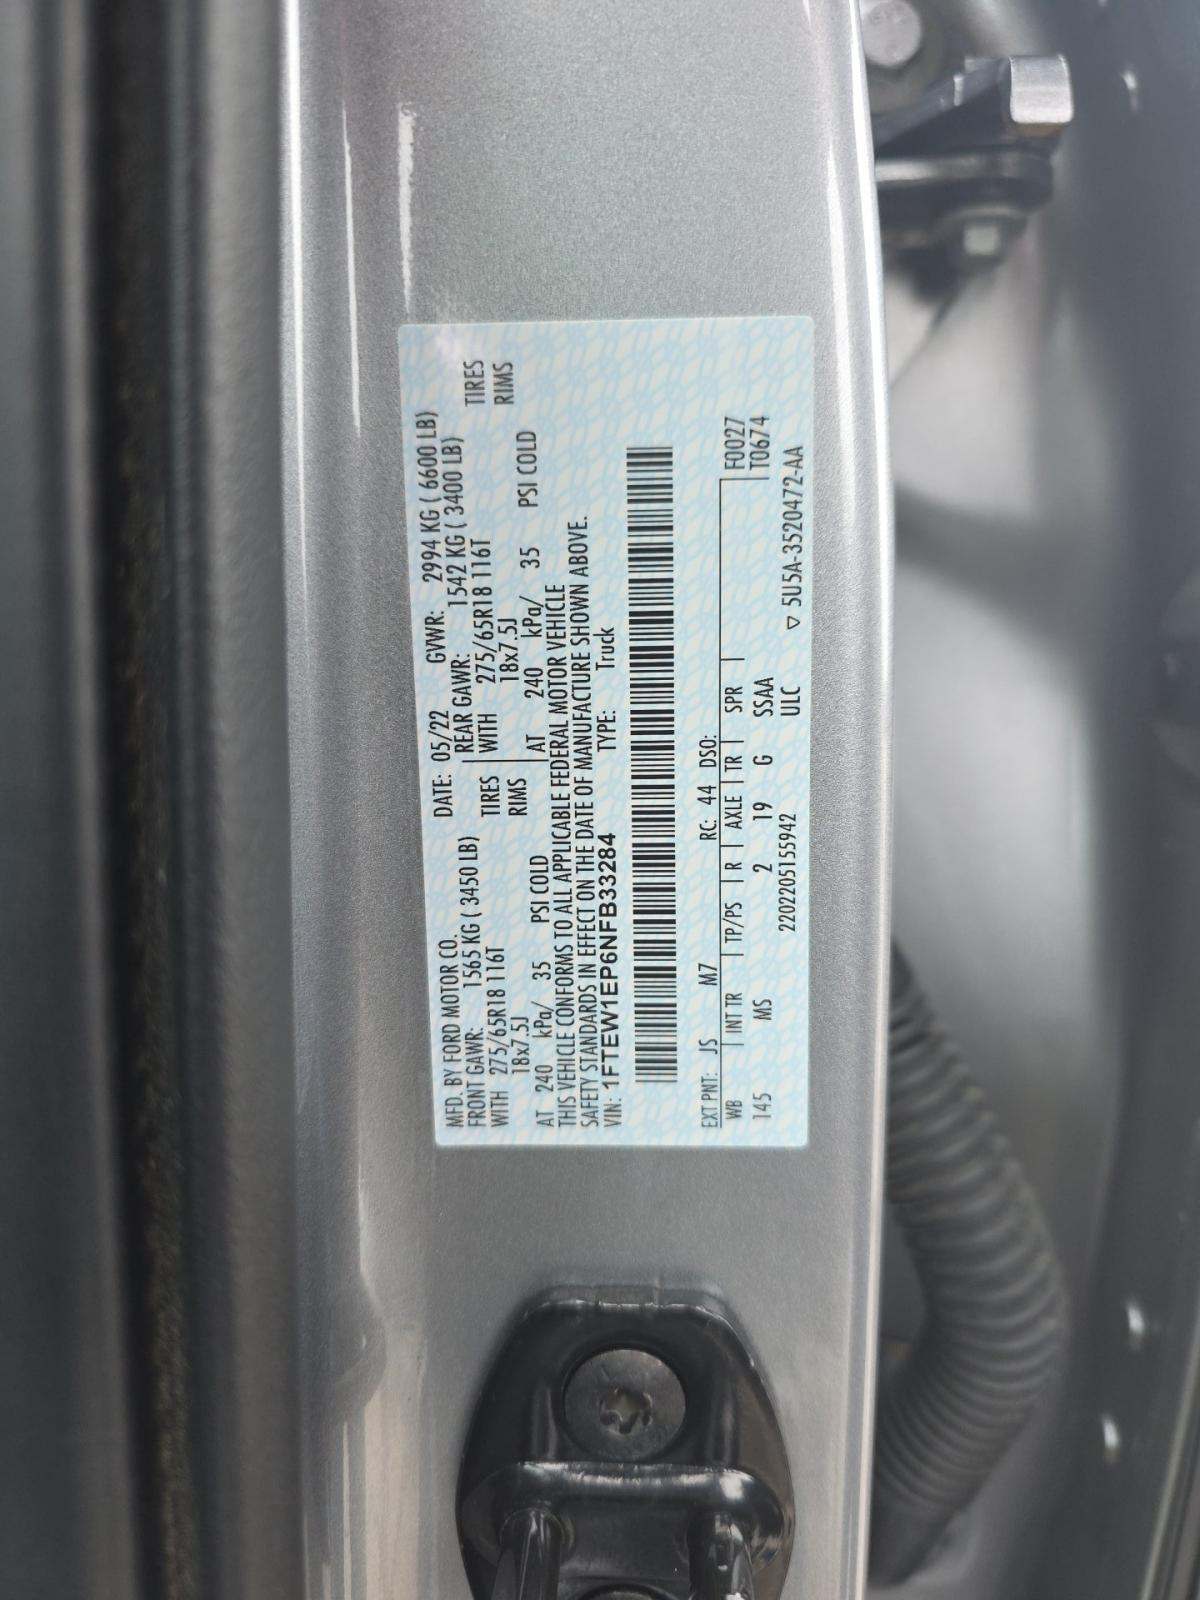 MFD. BY FORD MOTOR CO. DATE: 05/22 GVWR: 2994 KG ( 6600 LB)
FRONT GAWR: 1565 KG ( 3450 LB) REAR GAWR: 1542 KG ( 3400 LB)
WITH 275/65R18 116T TIRES WITH 275/65R18 116T TIRES
18x7.5J RIMS 18x7.5J RIMS
AT 240 kPa/ 35 PSI COLD AT 240 kPa/ 35 PSI COLD
THIS VEHICLE CONFORMS TO ALL APPLICABLE FEDERAL MOTOR VEHICLE
SAFETY STANDARDS IN EFFECT ON THE DATE OF MANUFACTURE SHOWN ABOVE.
VIN: 1FTEW1EP6NFB33284 TYPE: Truck
EXT PNT: JS M7 RC: 44 DSO:
WB INT TR TP/PS R AXLE TR SPR F0027
145 MS 2 19 G SSAA T0674
2202205155942 ULC ▽ 5U5A-3520472-AA